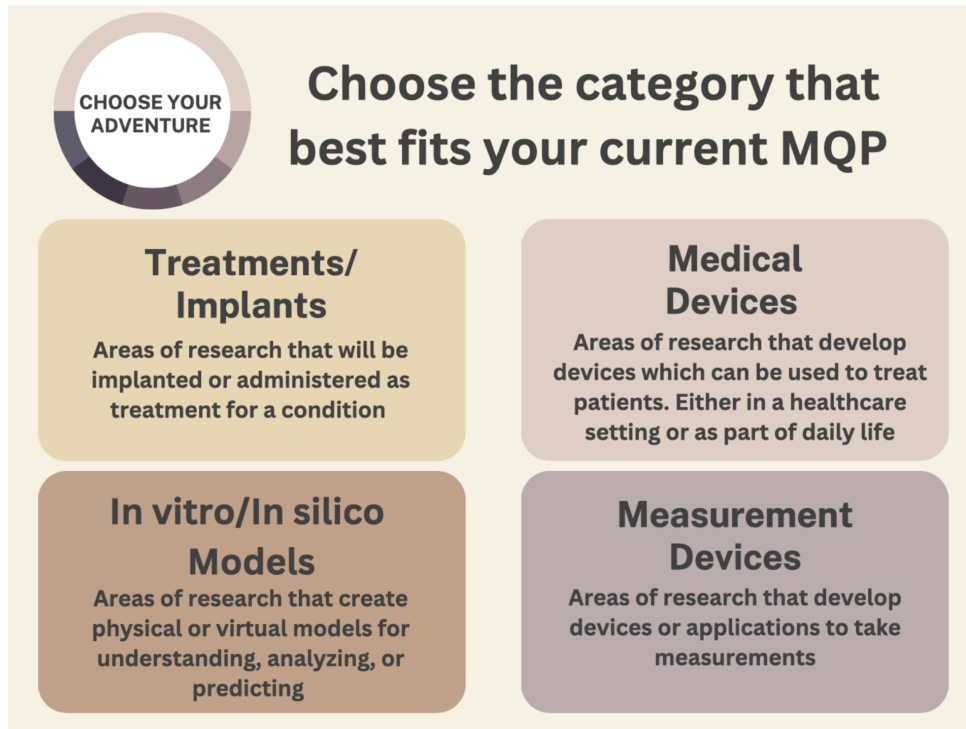 CHOOSE YOUR
ADVENTURE
Choose the category that
best fits your current MQP
Treatments/
Implants
Areas of research that will be
implanted or administered as
treatment for a condition
Medical
Devices
Areas of research that develop
devices which can be used to treat
patients. Either in a healthcare
setting or as part of daily life
In vitro/In silico
Models
Areas of research that create
physical or virtual models for
understanding, analyzing, or
predicting
Measurement
Devices
Areas of research that develop
devices or applications to take
measurements